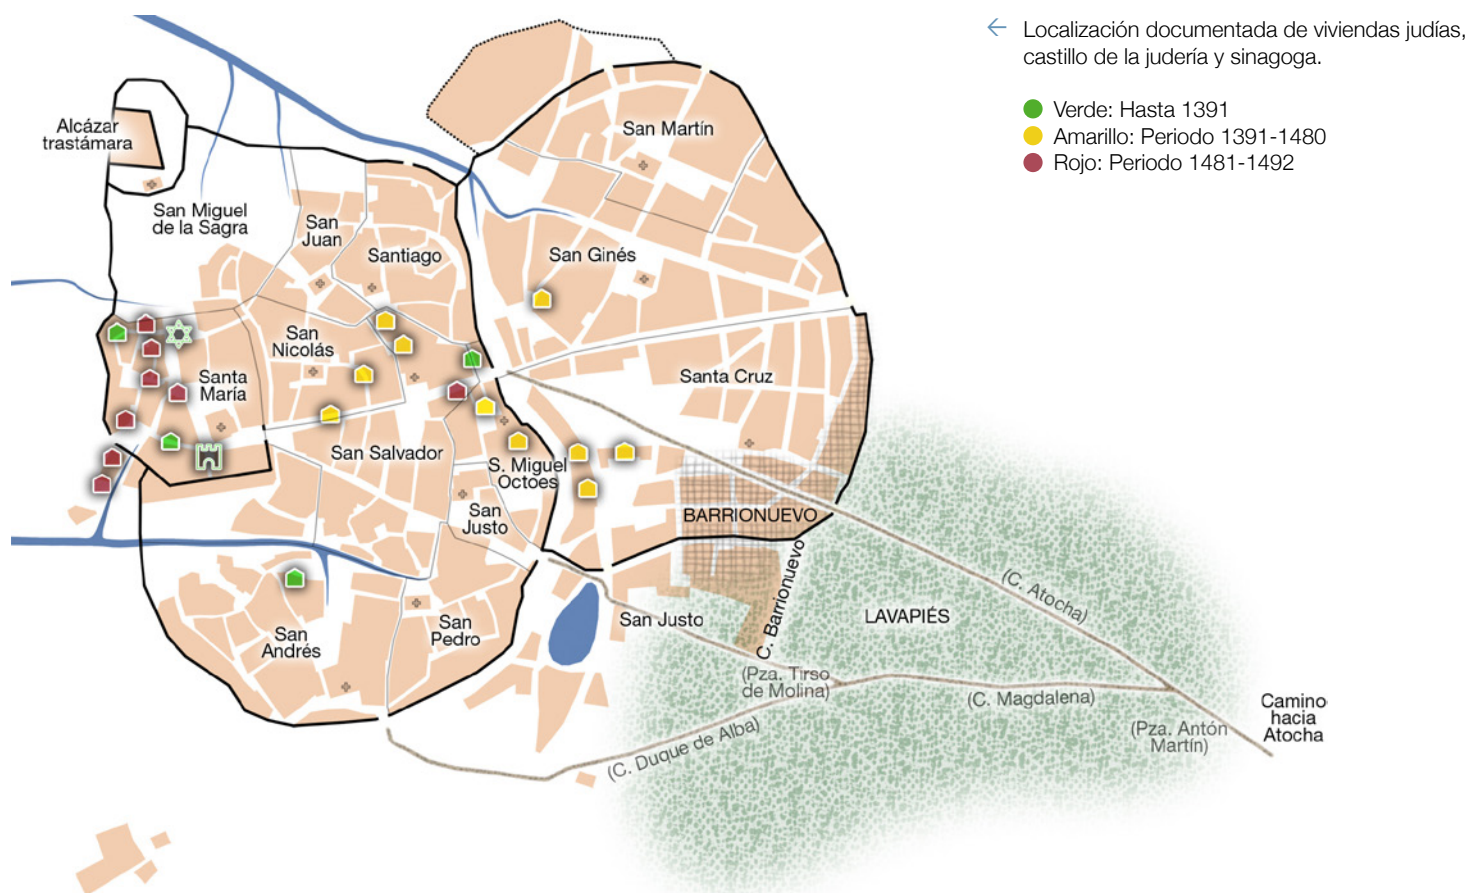 ← Localización documentada de viviendas judías,
castillo de la judería y sinagoga.
Verde: Hasta 1391
Amarillo: Periodo 1391-1480
Rojo: Periodo 1481-1492
Alcázar
trastámara
San Martín
San Miguel
de la Sagra
San
Juan
Santiago
San Ginés
San
Nicolás
Santa
María
Santa Cruz
San Salvador
S. Miguel
Octoes
San
Justo
BARRIONUEVO
C. Barrionuevo
(C. Atocha)
LAVAPIÉS
San
Andrés
San
Pedro
San Justo
(Pza. Tirso
de Molina)
(C. Magdalena)
(C. Duque de Alba)
(Pza. Antón
Martín)
Camino
hacia
Atocha